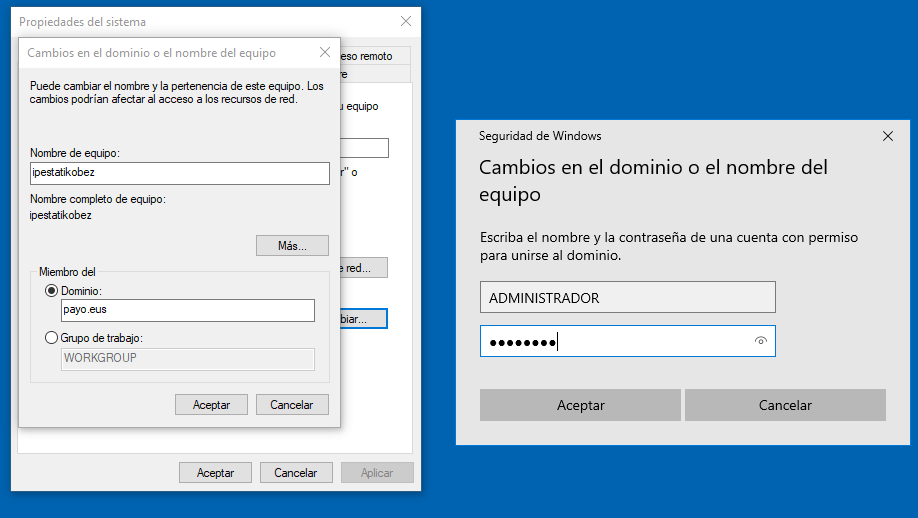 Propiedades del sistema
Cambios en el dominio o el nombre del equipo
eso remoto
re
Puede cambiar el nombre y la pertenencia de este equipo. Los
cambios podrían afectar al acceso a los recursos de red.
u equipo
Nombre de equipo:
ipestatikobez
r" o
Nombre completo de equipo:
ipestatikobez
Más...
e red...
Miembro del
Dominio:
payo.eus
biar...
Grupo de trabajo:
WORKGROUP
Aceptar
Cancelar
Aceptar
Cancelar
Aplicar
Seguridad de Windows
Cambios en el dominio o el nombre del
equipo
Escriba el nombre y la contraseña de una cuenta con permiso
para unirse al dominio.
ADMINISTRADOR
●●●●●●●●
Aceptar
Cancelar